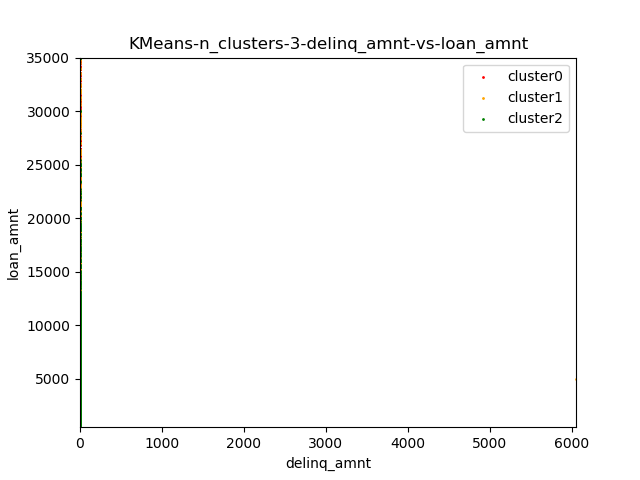 KMeans-n_clusters-3-delinq_amnt-vs-loan_amnt
35000
30000
25000
20000
15000
10000
5000
loan_amnt
cluster0
cluster1
cluster2
0 1000 2000 3000 4000 5000 6000
delinq_amnt